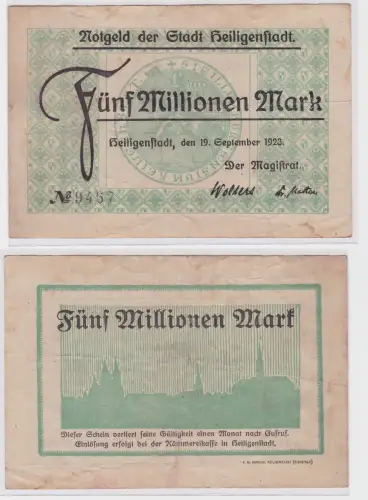 Notgeld der Stadt Heiligenstadt.
Fünf Millionen Mark
Heiligenstadt, den 19. September 1923.
Der Magistrat.
№ 9457
Wolters
Fünf Millionen Mark
Dieser Schein verliert seine Gültigkeit einen Monat nach Aufruf.
Einlösung erfolgt bei der Kämmereikasse in Heiligenstadt.